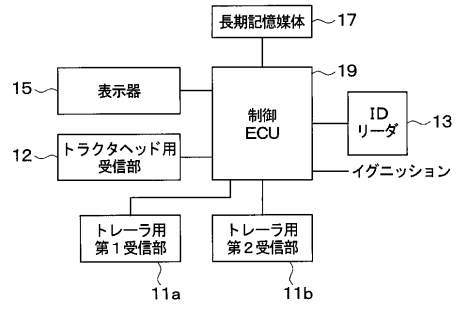 長期記憶媒体
17
15
表示器
19
制御
ECU
ID
リーダ
13
12
トラクタヘッド用
受信部
イグニッション
トレーラ用
第1受信部
トレーラ用
第2受信部
11a
11b